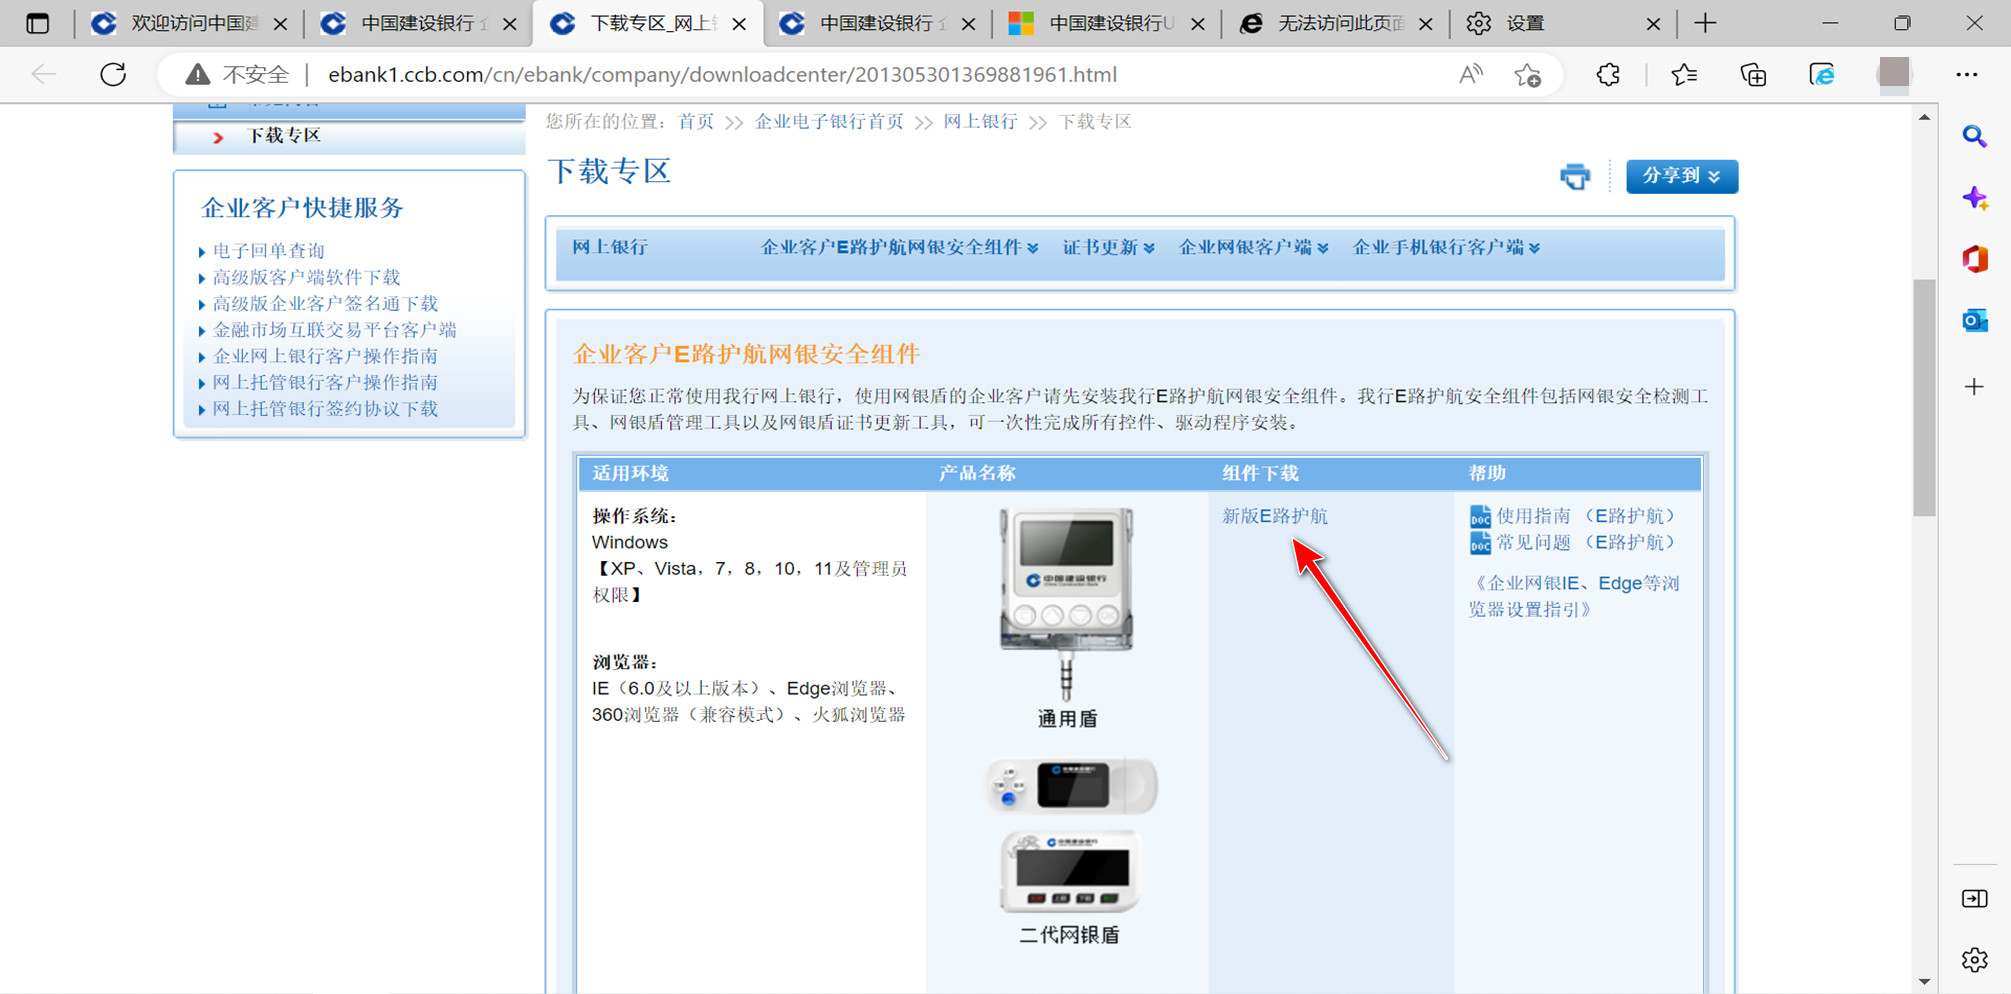 欢迎访问中国建
中国建设银行 企
下载专区_网上
中国建设银行 企
中国建设银行U
无法访问此页面
设置
不安全
ebank1.ccb.com/cn/ebank/company/downloadcenter/201305301369881961.html
下载专区
企业客户快捷服务
电子回单查询
高级版客户端软件下载
高级版企业客户签名通下载
金融市场互联交易平台客户端
企业网上银行客户操作指南
网上托管银行客户操作指南
网上托管银行签约协议下载
您所在的位置： 首页 >> 企业电子银行首页 >> 网上银行 >> 下载专区
下载专区
分享到
网上银行 企业客户E路护航网银安全组件 证书更新 企业网银客户端 企业手机银行客户端
企业客户E路护航网银安全组件
为保证您正常使用我行网上银行，使用网银盾的企业客户请先安装我行E路护航网银安全组件。我行E路护航安全组件包括网银安全检测工
具、网银盾管理工具以及网银盾证书更新工具，可一次性完成所有控件、驱动程序安装。
适用环境 产品名称 组件下载 帮助
操作系统：
Windows
【XP、Vista，7，8，10，11及管理员
权限】
浏览器：
IE（6.0及以上版本）、Edge浏览器、
360浏览器（兼容模式）、火狐浏览器
中国建设银行
China Construction Bank
通用盾
二代网银盾
新版E路护航
DOC 使用指南 （E路护航）
DOC 常见问题 （E路护航）
《企业网银IE、Edge等浏
览器设置指引》